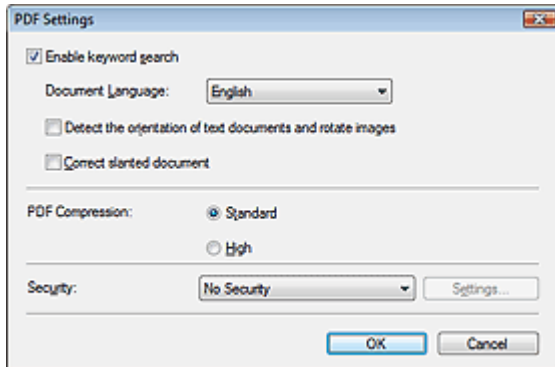 PDF Settings
Enable keyword search
Document Language: English
Detect the orientation of text documents and rotate images
Correct slanted document
PDF Compression: Standard
High
Security: No Security Settings...
OK Cancel